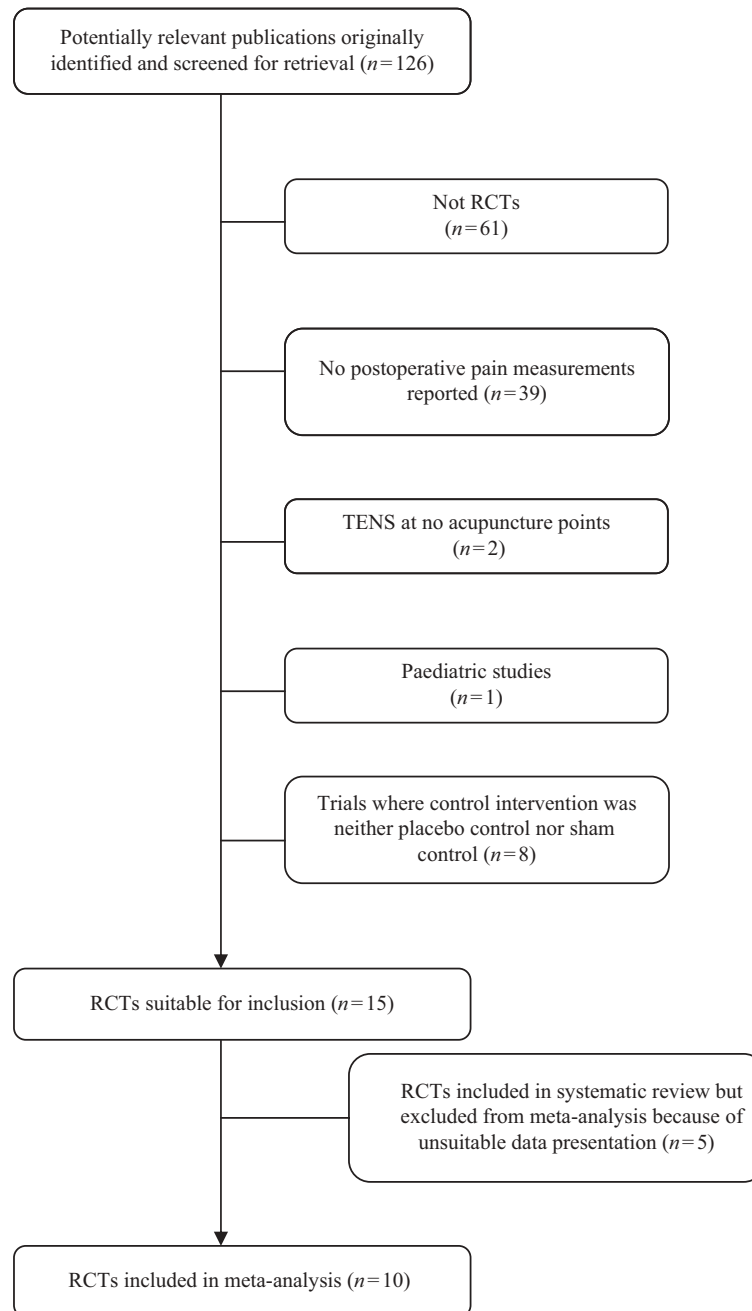 Potentially relevant publications originally
identified and screened for retrieval (n=126)
Not RCTs
(n=61)
No postoperative pain measurements
reported (n=39)
TENS at no acupuncture points
(n=2)
Paediatric studies
(n=1)
Trials where control intervention was
neither placebo control nor sham
control (n=8)
RCTs suitable for inclusion (n=15)
RCTs included in systematic review but
excluded from meta-analysis because of
unsuitable data presentation (n=5)
RCTs included in meta-analysis (n=10)